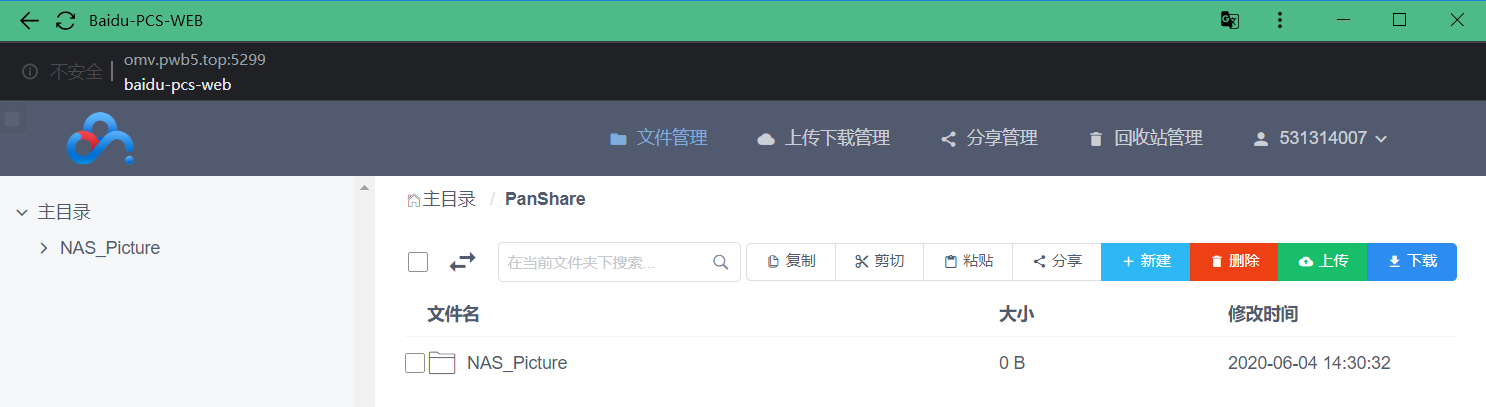 Baidu-PCS-WEB
不安全
omv.pwb5.top:5299
baidu-pcs-web
文件管理 上传下载管理 分享管理 回收站管理 531314007
主目录
NAS_Picture
主目录 / PanShare
在当前文件夹下搜索... 复制 剪切 粘贴 分享 新建 删除 上传 下载
文件名 大小 修改时间
NAS_Picture 0 B 2020-06-04 14:30:32